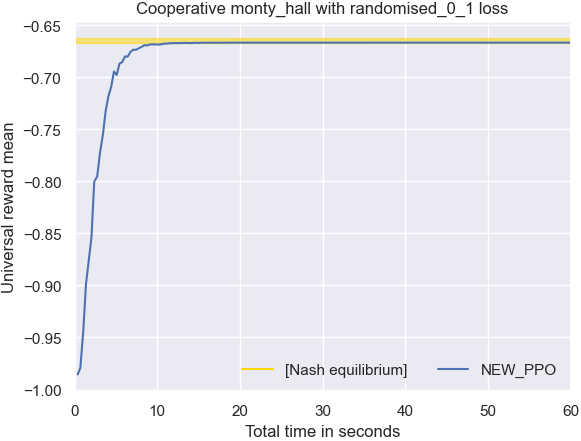 Cooperative monty_hall with randomised_0_1 loss
Universal reward mean
−0.65
−0.70
−0.75
−0.80
−0.85
−0.90
−0.95
−1.00
[Nash equilibrium]
NEW_PPO
0 10 20 30 40 50 60
Total time in seconds